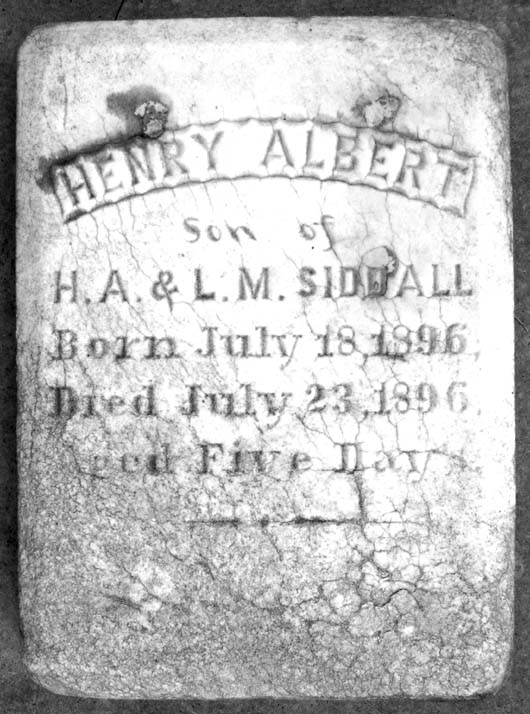 HENRY ALBERT
Son of
H. A. & L. M. SIDDALL
Born July 18, 1896,
Died July 23, 1896,
Aged Five Days.